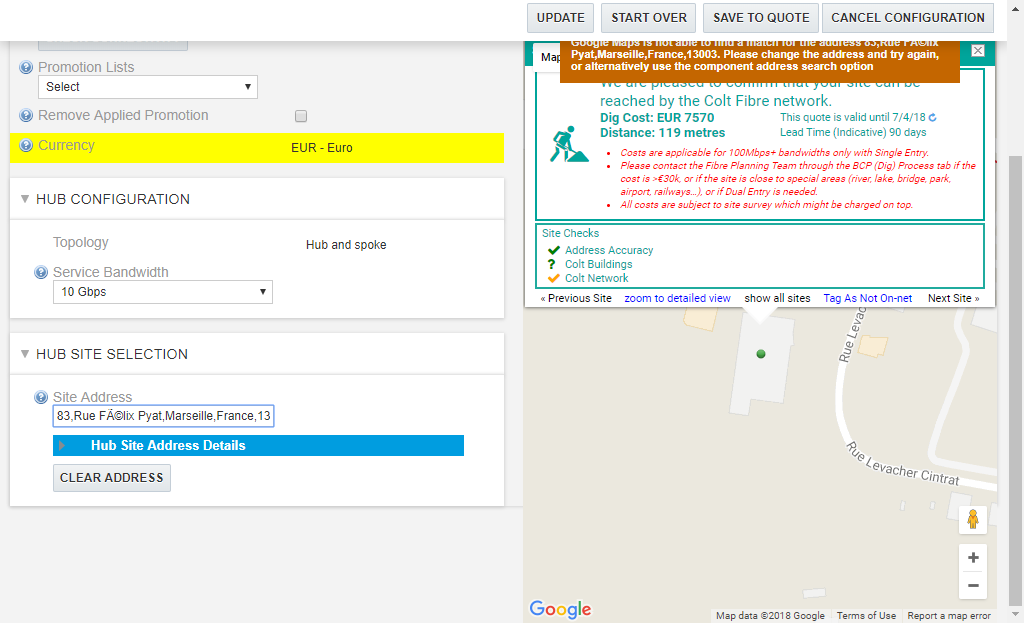 UPDATE
START OVER
SAVE TO QUOTE
CANCEL CONFIGURATION
Promotion Lists
Select
Remove Applied Promotion
Currency
EUR - Euro
HUB CONFIGURATION
Topology
Hub and spoke
Service Bandwidth
10 Gbps
HUB SITE SELECTION
Site Address
83,Rue FÃ©lix Pyat,Marseille,France,13
Hub Site Address Details
CLEAR ADDRESS
Map
Google Maps is not able to find a match for the address 83,Rue FÃ©lix
Pyat,Marseille,France,13003. Please change the address and try again,
or alternatively use the component address search option
We are pleased to confirm that your site can be
reached by the Colt Fibre network.
Dig Cost: EUR 7570
This quote is valid until 7/4/18
Distance: 119 metres
Lead Time (Indicative) 90 days
Costs are applicable for 100Mbps+ bandwidths only with Single Entry.
Please contact the Fibre Planning Team through the BCP (Dig) Process tab if the
cost is >€30k, or if the site is close to special areas (river, lake, bridge, park,
airport, railways...), or if Dual Entry is needed.
All costs are subject to site survey which might be charged on top.
Site Checks
Address Accuracy
Colt Buildings
Colt Network
« Previous Site
zoom to detailed view
show all sites
Tag As Not On-net
Next Site »
Rue Levac
Rue Levacher Cintrat
Google
Map data ©2018 Google
Terms of Use
Report a map error